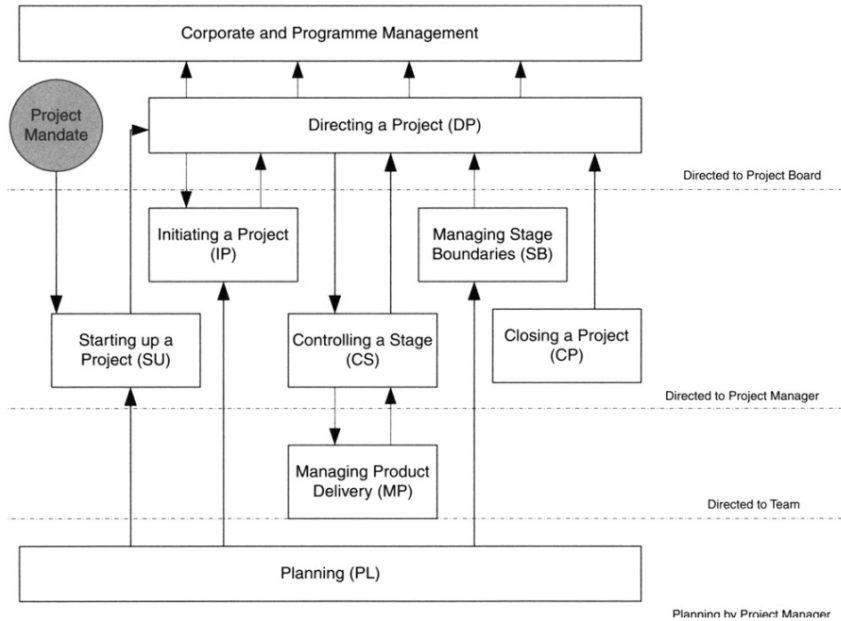 Corporate and Programme Management
Project
Mandate
Directing a Project (DP)
Directed to Project Board
Initiating a Project
(IP)
Managing Stage
Boundaries (SB)
Starting up a
Project (SU)
Controlling a Stage
(CS)
Closing a Project
(CP)
Directed to Project Manager
Managing Product
Delivery (MP)
Directed to Team
Planning (PL)
Planning by Project Manager